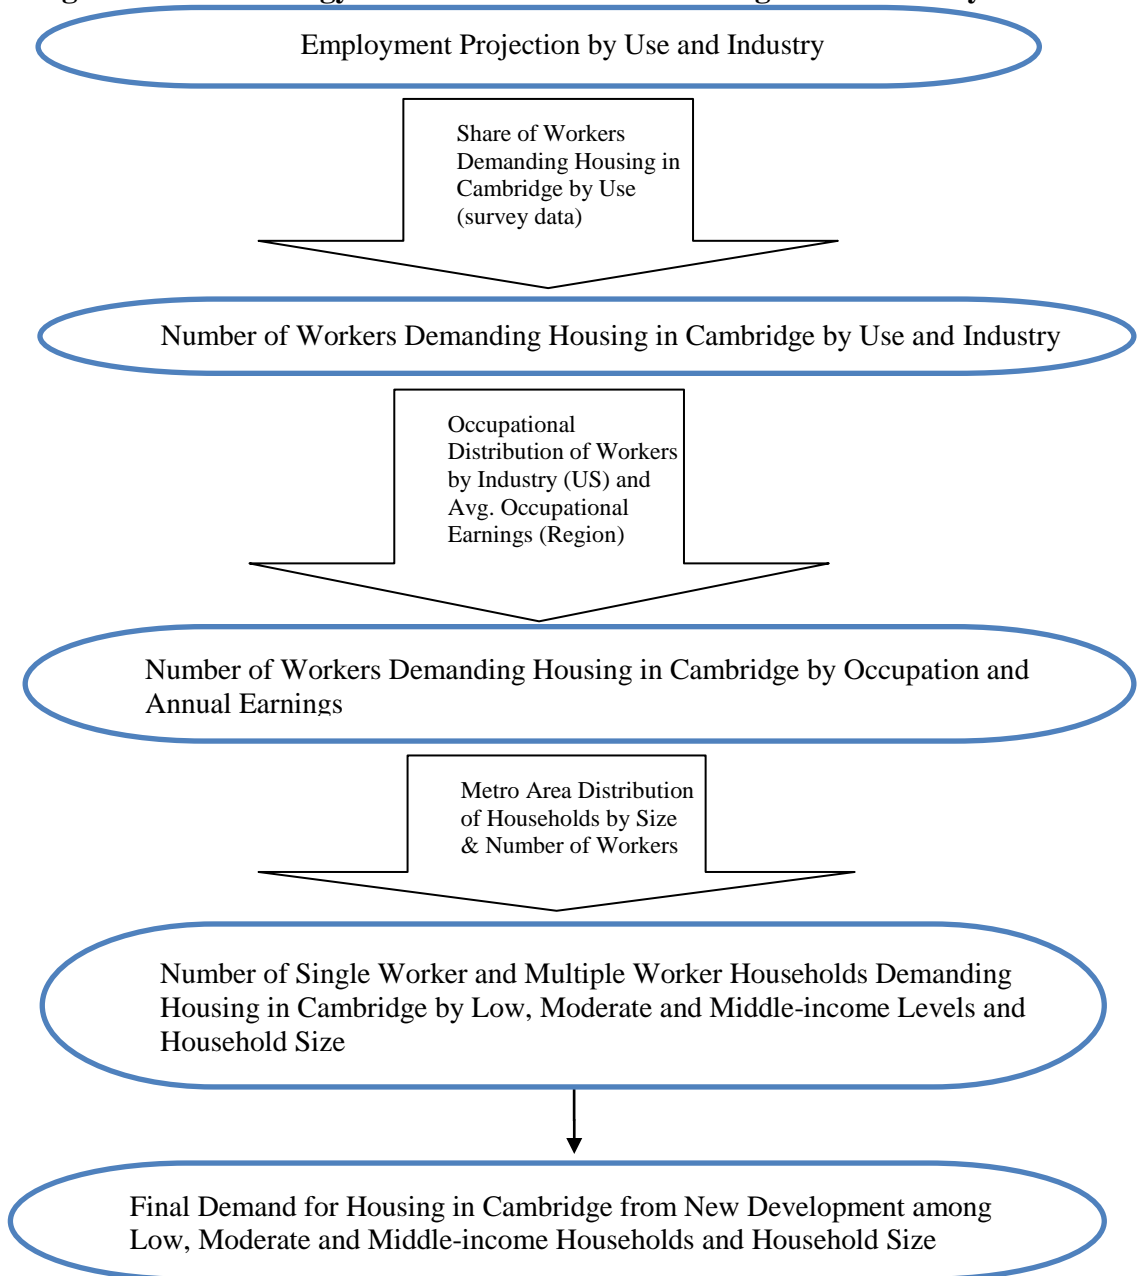 Employment Projection by Use and Industry
Share of Workers
Demanding Housing in
Cambridge by Use
(survey data)
Number of Workers Demanding Housing in Cambridge by Use and Industry
Occupational
Distribution of Workers
by Industry (US) and
Avg. Occupational
Earnings (Region)
Number of Workers Demanding Housing in Cambridge by Occupation and
Annual Earnings
Metro Area Distribution
of Households by Size
& Number of Workers
Number of Single Worker and Multiple Worker Households Demanding
Housing in Cambridge by Low, Moderate and Middle-income Levels and
Household Size
Final Demand for Housing in Cambridge from New Development among
Low, Moderate and Middle-income Households and Household Size